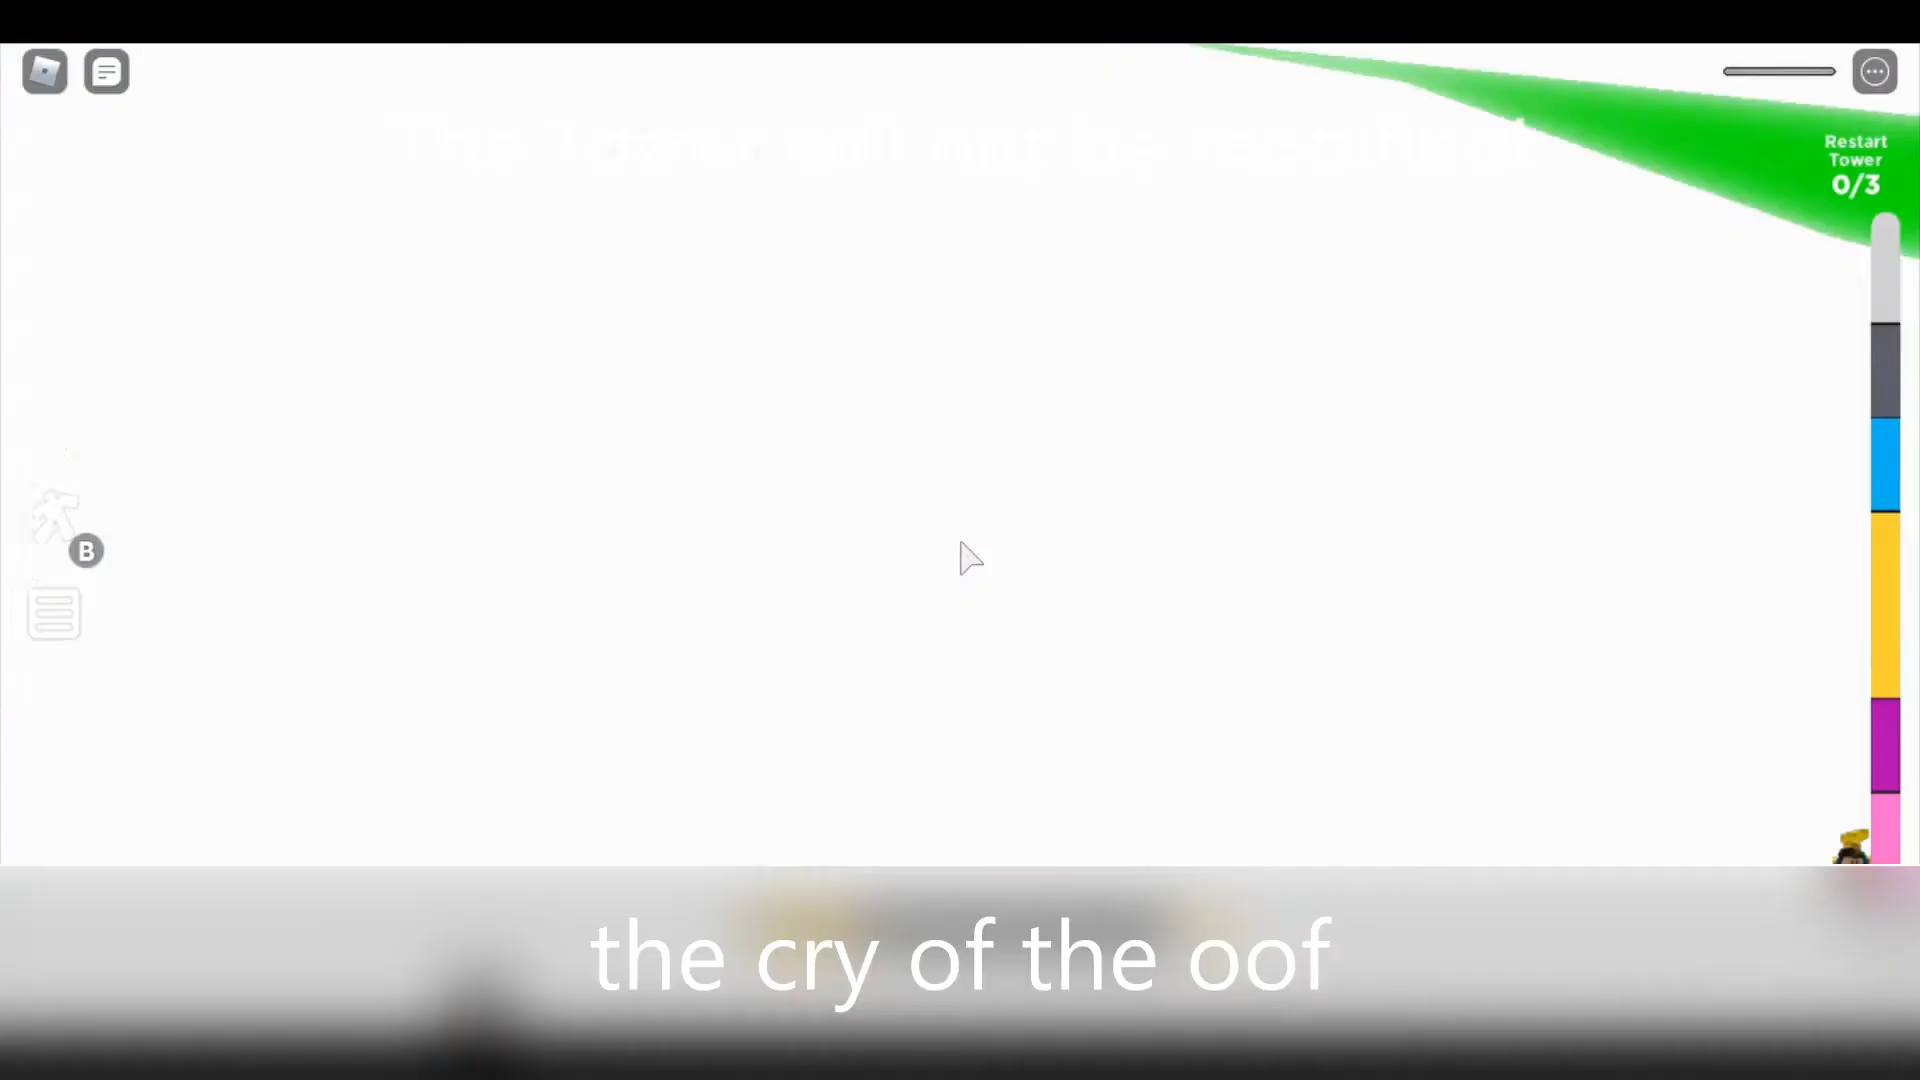 Restart
Tower
0/3
B
the cry of the oof